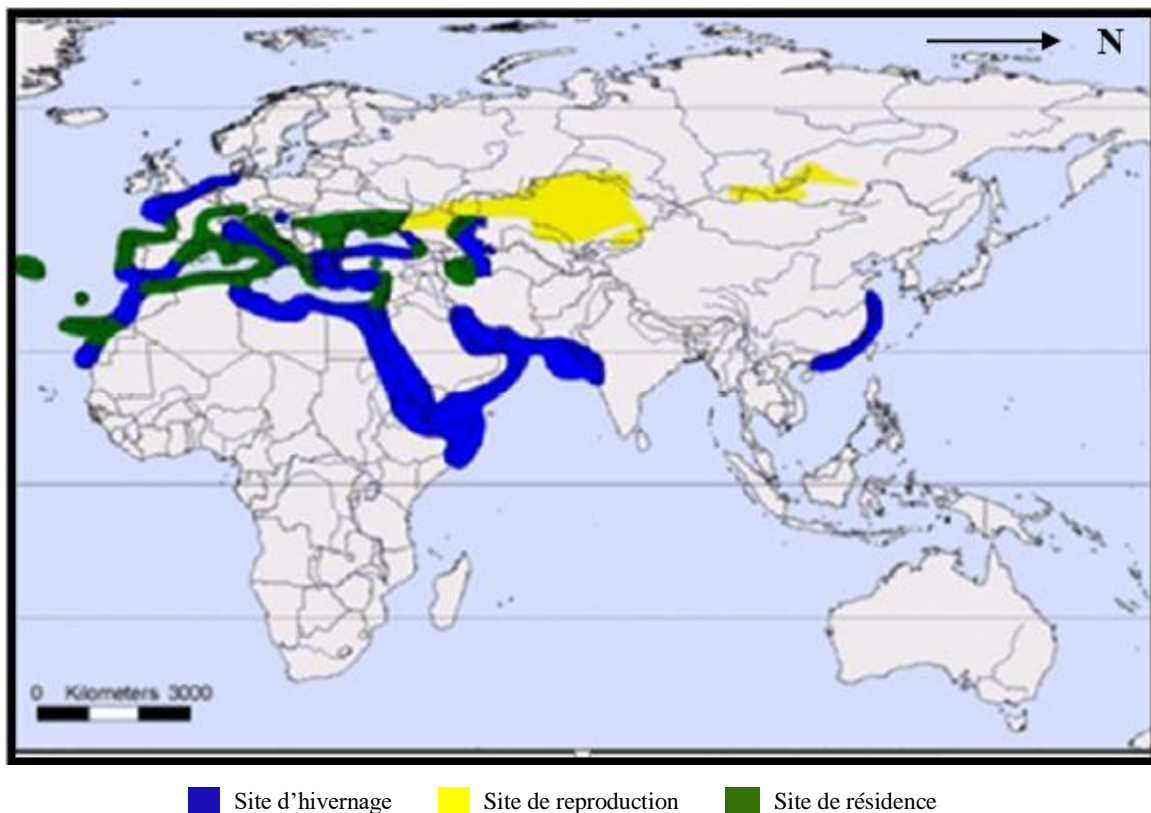 N
0 Kilometers 3000
Site d’hivernage Site de reproduction Site de résidence